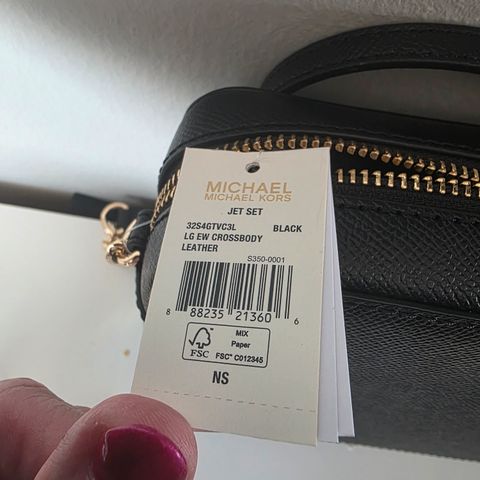 MICHAEL
MICHAEL KORS
JET SET
32S4GTVC3L BLACK
LG EW CROSSBODY
LEATHER
S350-0001
8 88235 21360 6
FSC
MIX
Paper
FSC™ C012345
NS